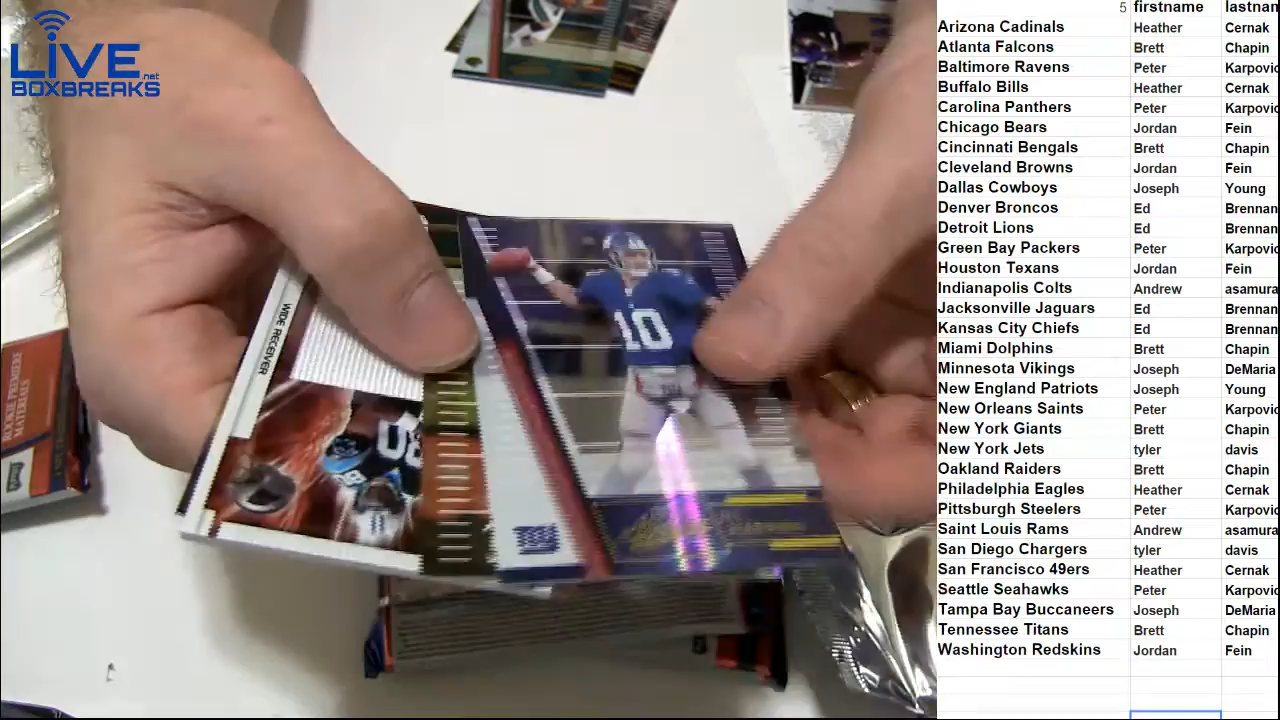 LIVE
.net
BOXBREAKS
WIDE RECEIVER
10
ROOKIE PREMIERE
MATERIALS
5 firstname lastnam
Arizona Cadinals Heather Cernak
Atlanta Falcons Brett Chapin
Baltimore Ravens Peter Karpovic
Buffalo Bills Heather Cernak
Carolina Panthers Peter Karpovic
Chicago Bears Jordan Fein
Cincinnati Bengals Brett Chapin
Cleveland Browns Jordan Fein
Dallas Cowboys Joseph Young
Denver Broncos Ed Brennan
Detroit Lions Ed Brennan
Green Bay Packers Peter Karpovic
Houston Texans Jordan Fein
Indianapolis Colts Andrew asamura
Jacksonville Jaguars Ed Brennan
Kansas City Chiefs Ed Brennan
Miami Dolphins Brett Chapin
Minnesota Vikings Joseph DeMaria
New England Patriots Joseph Young
New Orleans Saints Peter Karpovic
New York Giants Brett Chapin
New York Jets tyler davis
Oakland Raiders Brett Chapin
Philadelphia Eagles Heather Cernak
Pittsburgh Steelers Peter Karpovic
Saint Louis Rams Andrew asamura
San Diego Chargers tyler davis
San Francisco 49ers Heather Cernak
Seattle Seahawks Peter Karpovic
Tampa Bay Buccaneers Joseph DeMaria
Tennessee Titans Brett Chapin
Washington Redskins Jordan Fein